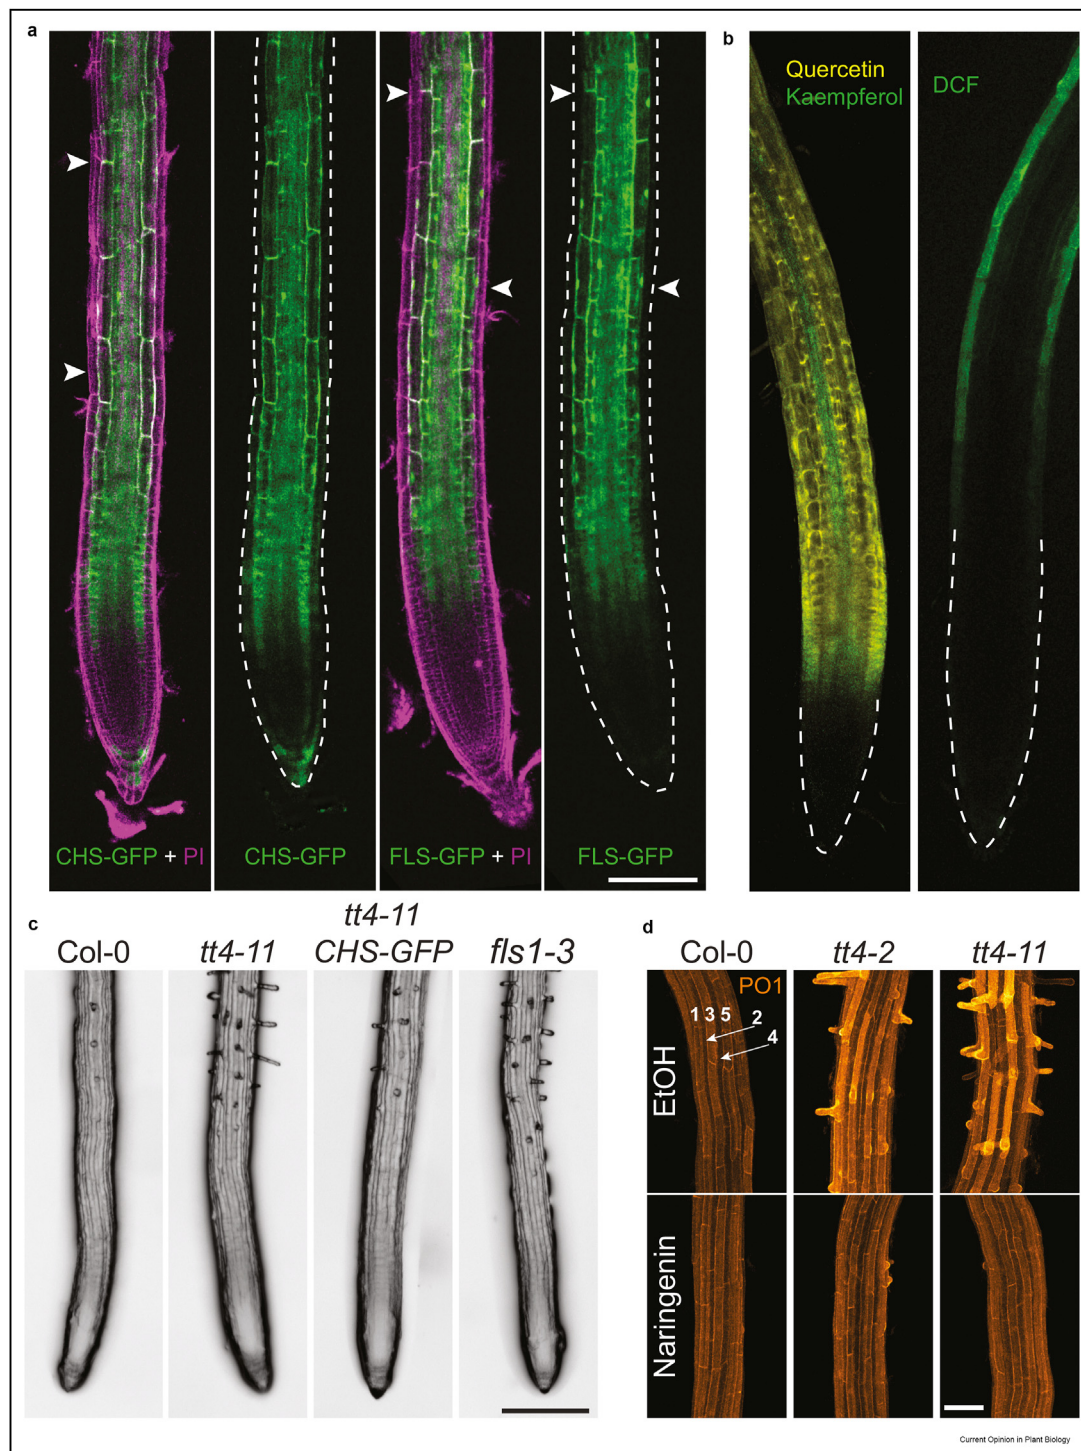 a
CHS-GFP + PI
CHS-GFP
FLS-GFP + PI
FLS-GFP
b
Quercetin
Kaempferol
DCF
c
Col-0
tt4-11
tt4-11
CHS-GFP
fls1-3
d
Col-0
tt4-2
tt4-11
EtOH
PO1
1 3 5
2
4
Naringenin
Current Opinion in Plant Biology